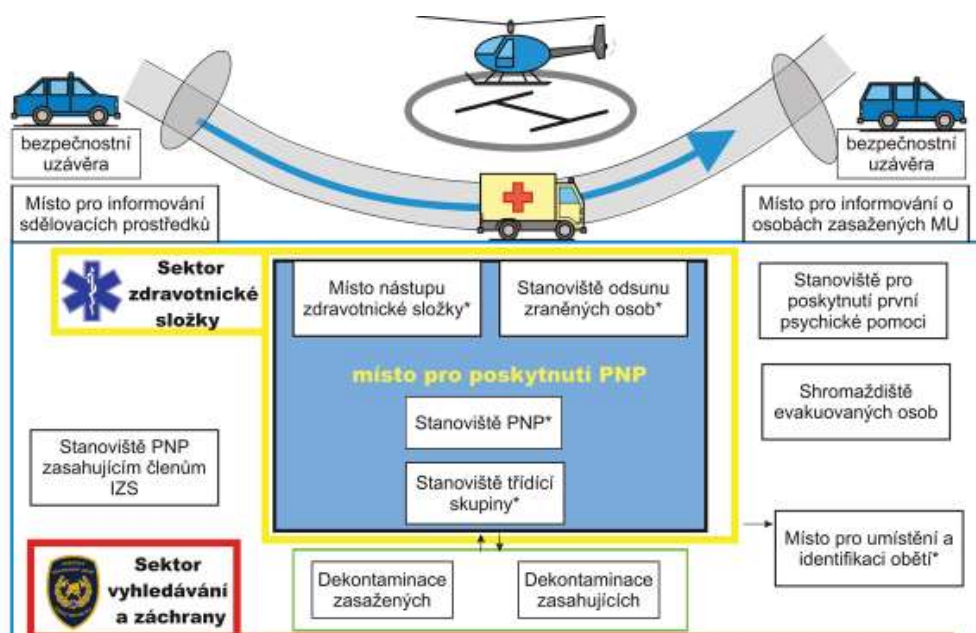 bezpečnostní
uzávěra
bezpečnostní
uzávěra
Místo pro informování
sdělovacích prostředků
Místo pro informování o
osobách zasažených MU
Sektor
zdravotnické
složky
Místo nástupu
zdravotnické složky*
Stanoviště odsunu
zraněných osob*
Stanoviště pro
poskytnutí první
psychické pomoci
místo pro poskytnutí PNP
Shromaždiště
evakuovaných osob
Stanoviště PNP*
Stanoviště PNP
zasahujícím členům
IZS
Stanoviště třídící
skupiny*
Místo pro umístění a
identifikaci obětí*
Sektor
vyhledávání
a záchrany
Dekontaminace
zasažených
Dekontaminace
zasahujících